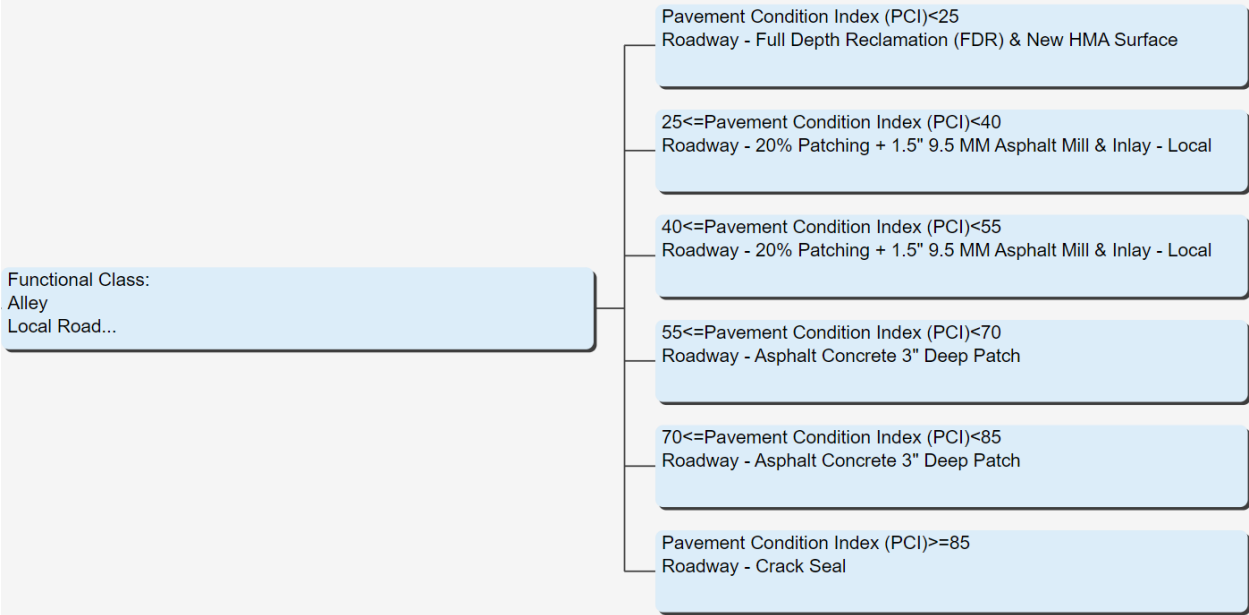 Functional Class:
Alley
Local Road...
Pavement Condition Index (PCI)<25
Roadway - Full Depth Reclamation (FDR) & New HMA Surface
25<=Pavement Condition Index (PCI)<40
Roadway - 20% Patching + 1.5" 9.5 MM Asphalt Mill & Inlay - Local
40<=Pavement Condition Index (PCI)<55
Roadway - 20% Patching + 1.5" 9.5 MM Asphalt Mill & Inlay - Local
55<=Pavement Condition Index (PCI)<70
Roadway - Asphalt Concrete 3" Deep Patch
70<=Pavement Condition Index (PCI)<85
Roadway - Asphalt Concrete 3" Deep Patch
Pavement Condition Index (PCI)>=85
Roadway - Crack Seal